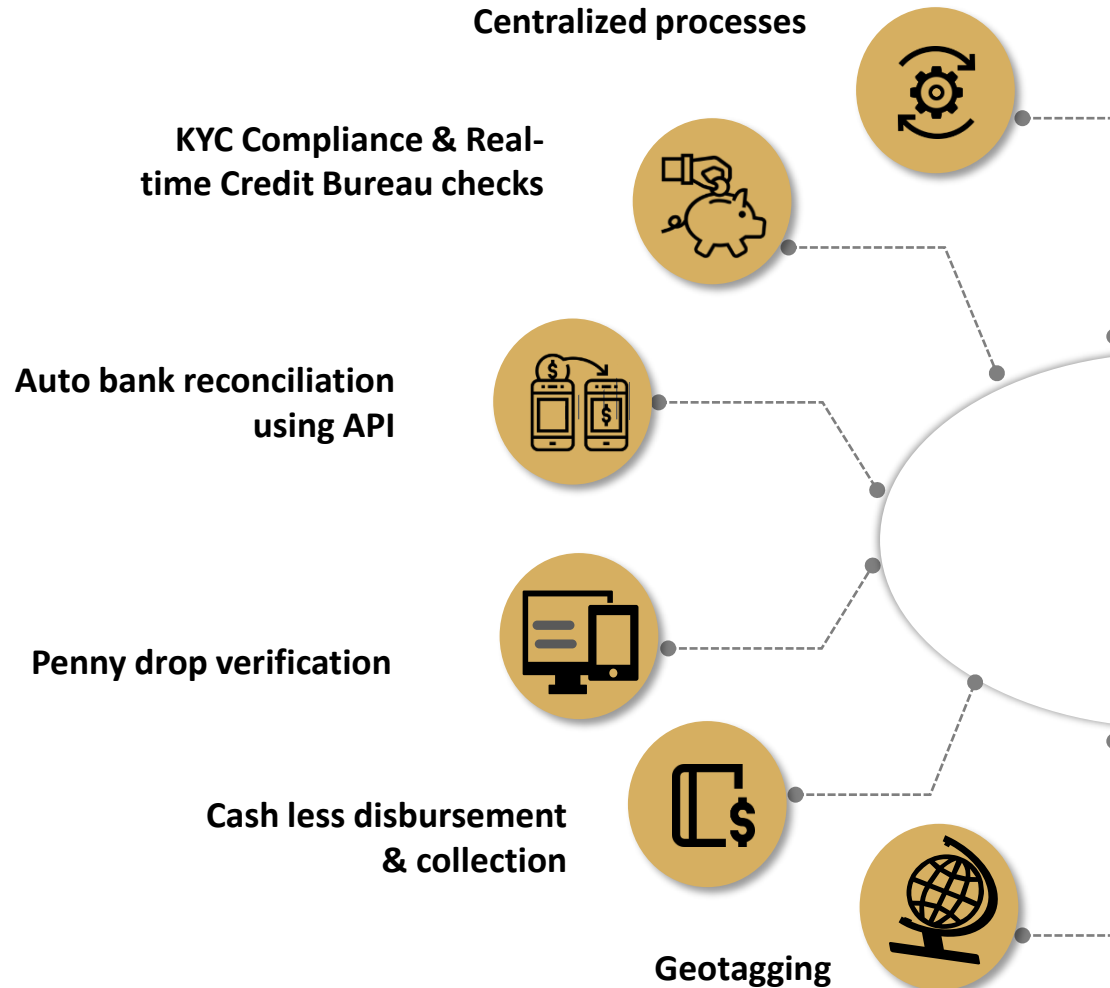 Centralized processes
KYC Compliance & Real-
time Credit Bureau checks
Auto bank reconciliation
using API
Penny drop verification
Cash less disbursement
& collection
Geotagging